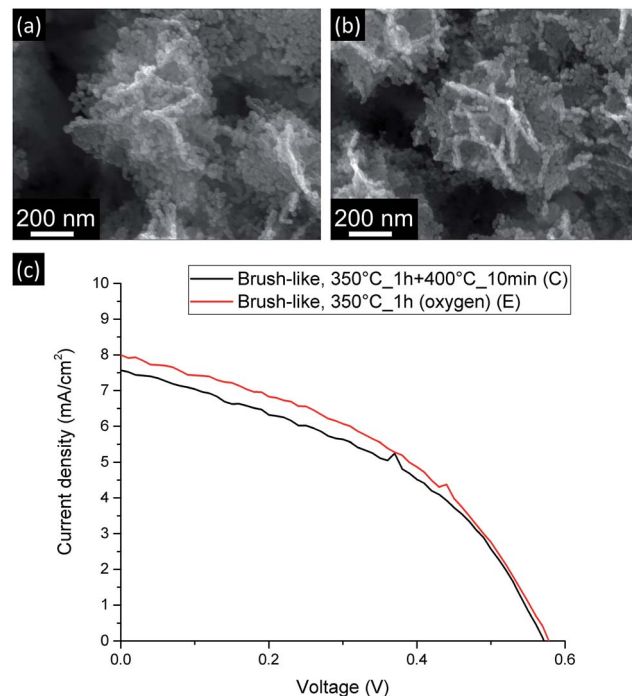 (a)
200 nm
(b)
200 nm
(c)
Brush-like, 350°C_1h+400°C_10min (C)
Brush-like, 350°C_1h (oxygen) (E)
Current density (mA/cm²)
10
9
8
7
6
5
4
3
2
1
0
0.0
0.2
0.4
0.6
Voltage (V)